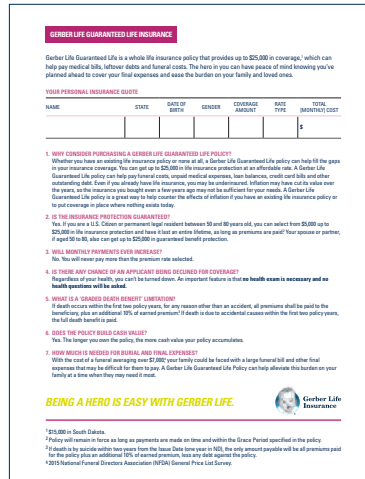 GERBER LIFE GUARANTEED LIFE INSURANCE
Gerber Life Guaranteed Life is a whole life insurance policy that provides up to $25,000 in coverage,¹ which can
help pay medical bills, leftover debts and funeral costs. The hero in you can have peace of mind knowing you've
planned ahead to cover your final expenses and ease the burden on your family and loved ones.
YOUR PERSONAL INSURANCE QUOTE
NAME STATE DATE OF BIRTH GENDER COVERAGE AMOUNT RATE TYPE TOTAL (MONTHLY) COST
$
1. WHY CONSIDER PURCHASING A GERBER LIFE GUARANTEED LIFE POLICY?
Whether you have an existing life insurance policy or none at all, a Gerber Life Guaranteed Life policy can help fill the gaps
in your insurance coverage. You can get up to $25,000 in life insurance protection at an affordable rate. A Gerber Life
Guaranteed Life policy can help pay funeral costs, unpaid medical expenses, loan balances, credit card bills and other
outstanding debt. Even if you already have life insurance, you may be underinsured. Inflation may have cut its value over
the years, so the insurance you bought even a few years ago may not be sufficient for your needs. A Gerber Life
Guaranteed Life policy is a great way to help counter the effects of inflation if you have an existing life insurance policy or
to put coverage in place where nothing exists today.
2. IS THE INSURANCE PROTECTION GUARANTEED?
Yes. If you are a U.S. Citizen or permanent legal resident between 50 and 80 years old, you can select from $5,000 up to
$25,000 in life insurance protection and have it last an entire lifetime, as long as premiums are paid.² Your spouse or partner,
if aged 50 to 80, also can get up to $25,000 in guaranteed benefit protection.
3. WILL MONTHLY PAYMENTS EVER INCREASE?
No. You will never pay more than the premium rate selected.
4. IS THERE ANY CHANCE OF AN APPLICANT BEING DECLINED FOR COVERAGE?
Regardless of your health, you can't be turned down. An important feature is that no health exam is necessary and no
health questions will be asked.
5. WHAT IS A 'GRADED DEATH BENEFIT' LIMITATION?
If death occurs within the first two policy years, for any reason other than an accident, all premiums shall be paid to the
beneficiary, plus an additional 10% of earned premium.³ If death is due to accidental causes within the first two policy years,
the full death benefit is paid.
6. DOES THE POLICY BUILD CASH VALUE?
Yes. The longer you own the policy, the more cash value your policy accumulates.
7. HOW MUCH IS NEEDED FOR BURIAL AND FINAL EXPENSES?
With the cost of a funeral averaging over $7,000,⁴ your family could be faced with a large funeral bill and other final
expenses that may be difficult for them to pay. A Gerber Life Guaranteed Life Policy can help alleviate this burden on your
family at a time when they may need it most.
BEING A HERO IS EASY WITH GERBER LIFE.
Gerber Life
Insurance
¹ $15,000 in South Dakota.
² Policy will remain in force as long as payments are made on time and within the Grace Period specified in the policy.
³ If death is by suicide within two years from the Issue Date (one year in ND), the only amount payable will be all premiums paid
for the policy plus an additional 10% of earned premium, less any debt against the policy.
⁴ 2015 National Funeral Directors Association (NFDA) General Price List Survey.